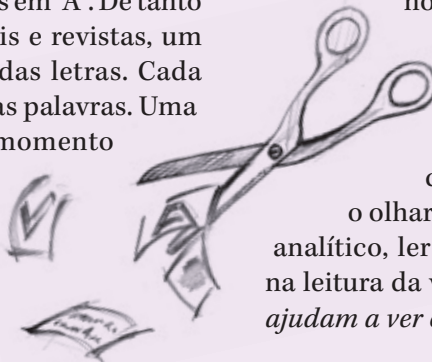 s em "A". De tanto
is e revistas, um
das letras. Cada
as palavras. Uma
momento
no
o olhar
analítico, ler
na leitura da
ajudam a ver